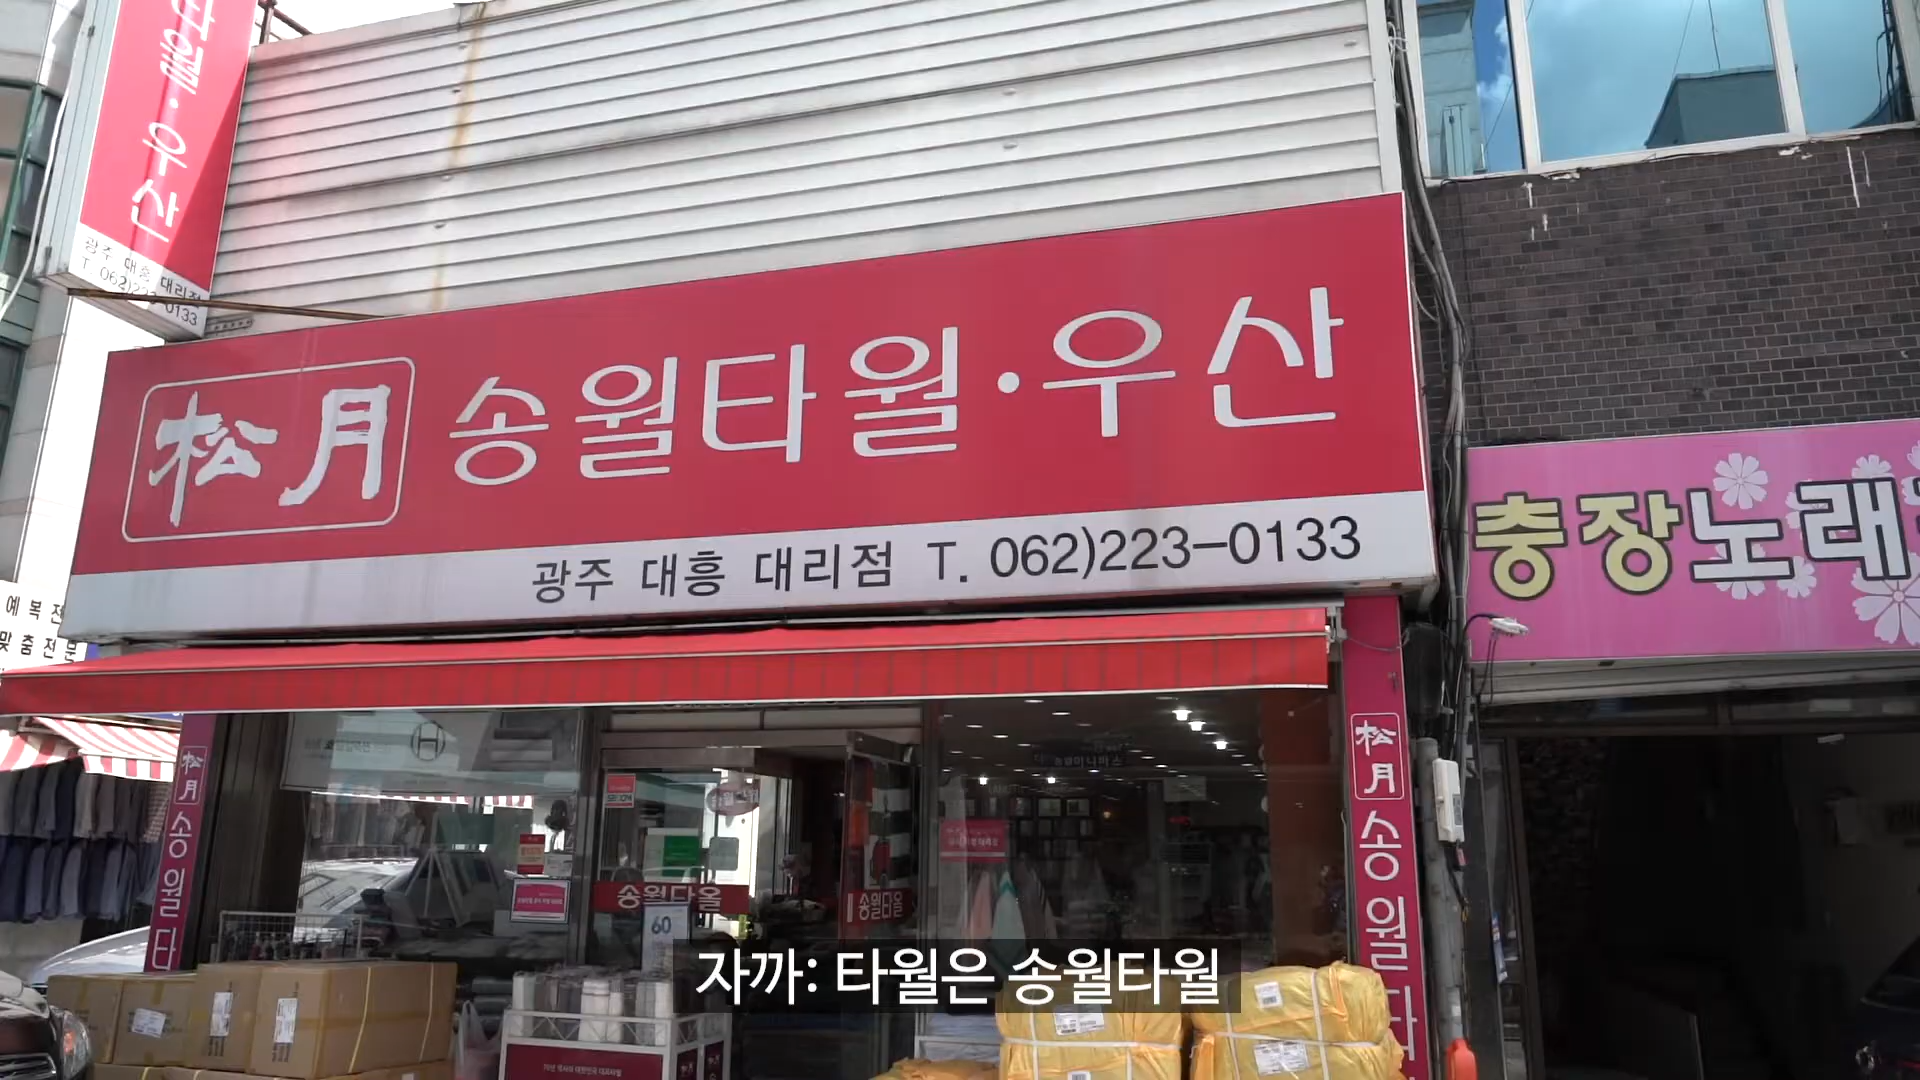 월·우산
광주 대흥 대리점
T. 062)223-0133
松月 송월타월·우산
광주 대흥 대리점 T. 062)223-0133
충장노래
예복전
맞춤전문
松月 송월타
松月 송월타
송월타올
송월타올
60
자까: 타월은 송월타월